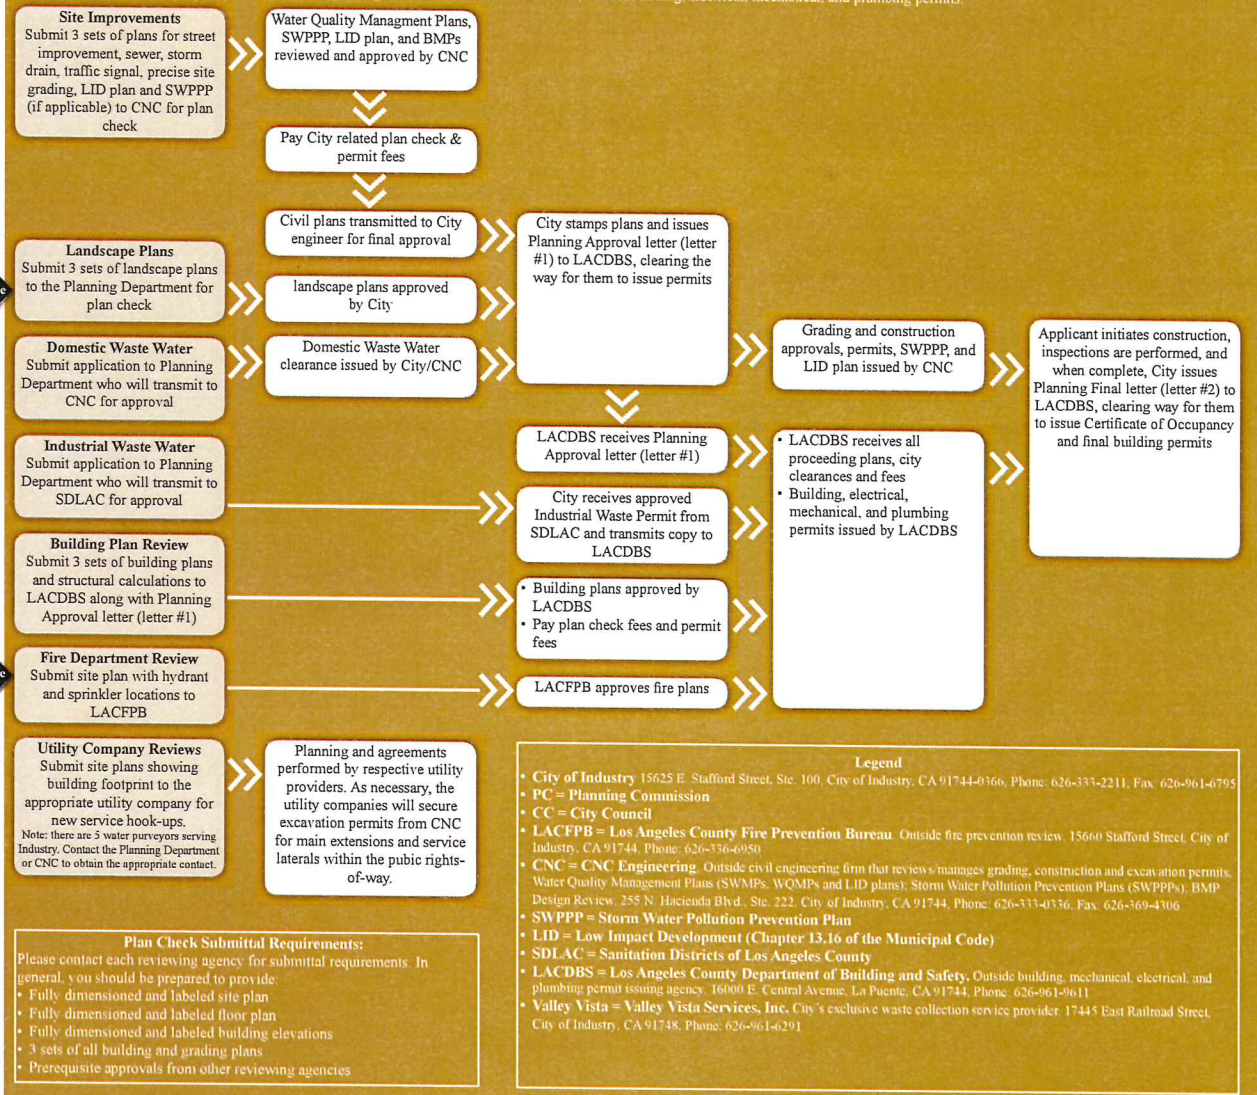 mechanical, and plumbing permits.
Site Improvements
Submit 3 sets of plans for street
improvement, sewer, storm
drain, traffic signal, precise site
grading, LID plan and SWPPP
(if applicable) to CNC for plan
check
Water Quality Managment Plans,
SWPPP, LID plan, and BMPs
reviewed and approved by CNC
Pay City related plan check &
permit fees
Civil plans transmitted to City
engineer for final approval
City stamps plans and issues
Planning Approval letter (letter
#1) to LACDBS, clearing the
way for them to issue permits
Landscape Plans
Submit 3 sets of landscape plans
to the Planning Department for
plan check
landscape plans approved
by City
Domestic Waste Water
Submit application to Planning
Department who will transmit to
CNC for approval
Domestic Waste Water
clearance issued by City/CNC
Grading and construction
approvals, permits, SWPPP, and
LID plan issued by CNC
Applicant initiates construction,
inspections are performed, and
when complete, City issues
Planning Final letter (letter #2) to
LACDBS, clearing way for them
to issue Certificate of Occupancy
and final building permits
Industrial Waste Water
Submit application to Planning
Department who will transmit to
SDLAC for approval
LACDBS receives Planning
Approval letter (letter #1)
City receives approved
Industrial Waste Permit from
SDLAC and transmits copy to
LACDBS
• LACDBS receives all
proceeding plans, city
clearances and fees
• Building, electrical,
mechanical, and plumbing
permits issued by LACDBS
Building Plan Review
Submit 3 sets of building plans
and structural calculations to
LACDBS along with Planning
Approval letter (letter #1)
• Building plans approved by
LACDBS
• Pay plan check fees and permit
fees
Fire Department Review
Submit site plan with hydrant
and sprinkler locations to
LACFPB
LACFPB approves fire plans
Utility Company Reviews
Submit site plans showing
building footprint to the
appropriate utility company for
new service hook-ups.
Note: there are 5 water purveyors serving
Industry. Contact the Planning Department
or CNC to obtain the appropriate contact.
Planning and agreements
performed by respective utility
providers. As necessary, the
utility companies will secure
excavation permits from CNC
for main extensions and service
laterals within the pubic rights-
of-way.
Legend
• City of Industry 15625 E. Stafford Street, Ste. 100, City of Industry, CA 91744-0366, Phone: 626-333-2211, Fax: 626-961-6795
• PC = Planning Commission
• CC = City Council
• LACFPB = Los Angeles County Fire Prevention Bureau. Outside fire prevention review. 15660 Stafford Street, City of
Industry, CA 91744, Phone: 626-336-6950
• CNC = CNC Engineering. Outside civil engineering firm that reviews/manages grading, construction and excavation permits,
Water Quality Management Plans (SWMPs, WQMPs and LID plans); Storm Water Pollution Prevention Plans (SWPPPs); BMP
Design Review. 255 N. Hacienda Blvd., Ste. 222, City of Industry, CA 91744, Phone: 626-333-0336, Fax: 626-369-4306
• SWPPP = Storm Water Pollution Prevention Plan
• LID = Low Impact Development (Chapter 13.16 of the Municipal Code)
• SDLAC = Sanitation Districts of Los Angeles County
• LACDBS = Los Angeles County Department of Building and Safety. Outside building, mechanical, electrical, and
plumbing permit issuing agency. 16000 E. Central Avenue, La Puente, CA 91744, Phone: 626-961-9611
• Valley Vista = Valley Vista Services, Inc. City's exclusive waste collection service provider. 17445 East Railroad Street,
City of Industry, CA 91748, Phone: 626-961-6291
Plan Check Submittal Requirements:
Please contact each reviewing agency for submittal requirements. In
general, you should be prepared to provide:
• Fully dimensioned and labeled site plan
• Fully dimensioned and labeled floor plan
• Fully dimensioned and labeled building elevations
• 3 sets of all building and grading plans
• Prerequisite approvals from other reviewing agencies